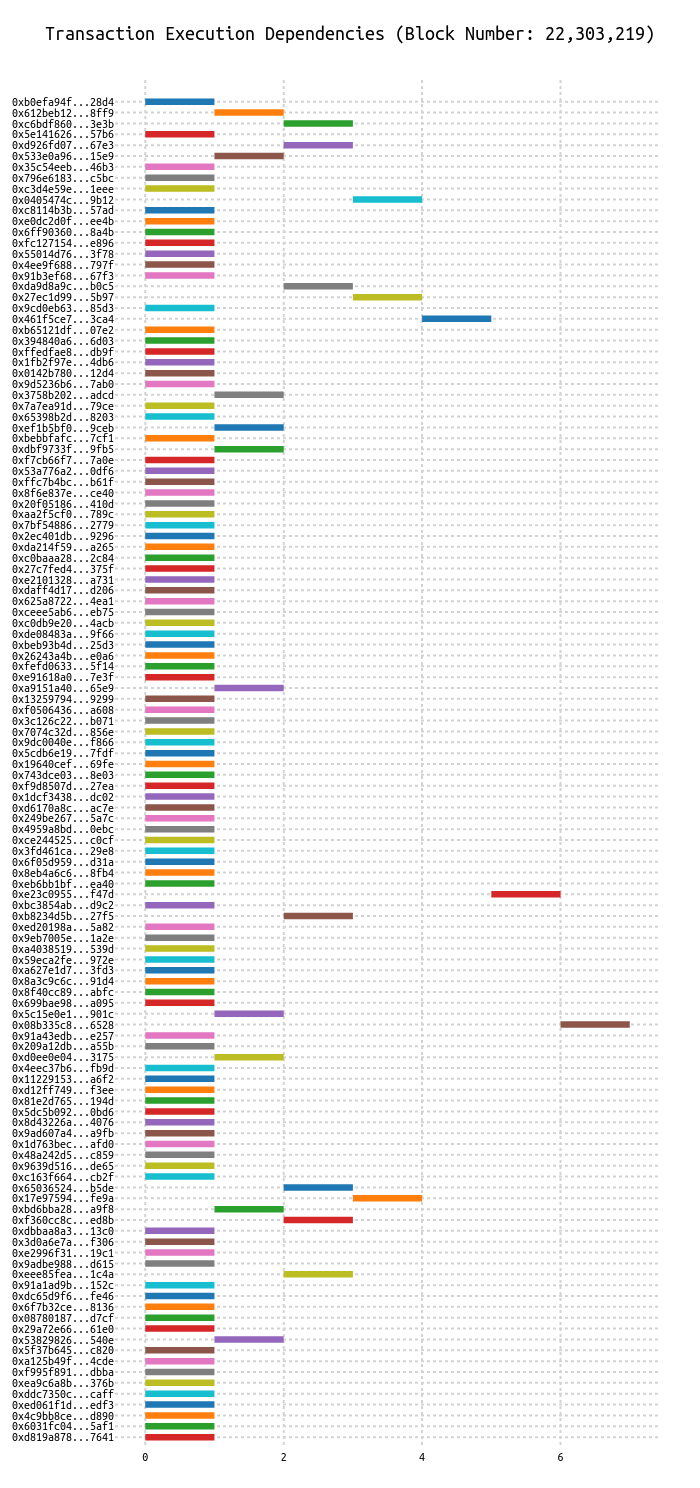 Transaction Execution Dependencies (Block Number: 22,303,219)
0xb0efa94f...28d4
0x612beb12...8ff9
0xc6bdf860...3e3b
0x5e141626...57b6
0xd926fd07...67e3
0x533e0a96...15e9
0x35c54eeb...46b3
0x796e6183...c5bc
0xc3d4e59e...1eee
0x0405474c...9b12
0xc8114b3b...57ad
0xe0dc2d0f...ee4b
0x6ff90360...8a4b
0xfc127154...e896
0x55014d76...3f78
0x4ee9f688...797f
0x91b3ef68...67f3
0xda9d8a9c...b0c5
0x27ec1d99...5b97
0x9cd0eb63...85d3
0x461f5ce7...3ca4
0xb65121df...07e2
0x394840a6...6d03
0xffedfae8...db9f
0x1fb2f97e...4db6
0x0142b780...12d4
0x9d5236b6...7ab0
0x3758b202...adcd
0x7a7ea91d...79ce
0x65398b2d...8203
0xef1b5bf0...9ceb
0xbebbfafc...7cf1
0xdbf9733f...9fb5
0xf7cb66f7...7a0e
0x53a776a2...0df6
0xffc7b4bc...b61f
0x8f6e837e...ce40
0x20f05186...410d
0xaa2f5cf0...789c
0x7bf54886...2779
0x2ec401db...9296
0xda214f59...a265
0xc0baaa28...2c84
0x27c7fed4...375f
0xe2101328...a731
0xdaff4d17...d206
0x625a8722...4ea1
0xceee5ab6...eb75
0xc0db9e20...4acb
0xde08483a...9f66
0xbeb93b4d...25d3
0x26243a4b...e0a6
0xfefd0633...5f14
0xe91618a0...7e3f
0xa9151a40...65e9
0x13259794...9299
0xf0506436...a608
0x3c126c22...b071
0x7074c32d...856e
0x9dc0040e...f866
0x5cdb6e19...7fdf
0x19640cef...69fe
0x743dce03...8e03
0xf9d8507d...27ea
0x1dcf3438...dc02
0xd6170a8c...ac7e
0x249be267...5a7c
0x4959a8bd...0ebc
0xce244525...c0cf
0x3fd461ca...29e8
0x6f05d959...d31a
0x8eb4a6c6...8fb4
0xeb6bb1bf...ea40
0xe23c0955...f47d
0xbc3854ab...d9c2
0xb8234d5b...27f5
0xed20198a...5a82
0x9eb7005e...1a2e
0xa4038519...539d
0x59eca2fe...972e
0xa627e1d7...3fd3
0x8a3c9c6c...91d4
0x8f40cc89...abfc
0x699bae98...a095
0x5c15e0e1...901c
0x08b335c8...6528
0x91a43edb...e257
0x209a12db...a55b
0xd0ee0e04...3175
0x4eec37b6...fb9d
0x11229153...a6f2
0xd12ff749...f3ee
0x81e2d765...194d
0x5dc5b092...0bd6
0x8d43226a...4076
0x9ad607a4...a9fb
0x1d763bec...afd0
0x48a242d5...c859
0x9639d516...de65
0xc163f664...cb2f
0x65036524...b5de
0x17e97594...fe9a
0xbd6bba28...a9f8
0xf360cc8c...ed8b
0xdbbaa8a3...13c0
0x3d0a6e7a...f306
0xe2996f31...19c1
0x9adbe988...d615
0xeee85fea...1c4a
0x91a1ad9b...152c
0xdc65d9f6...fe46
0x6f7b32ce...8136
0x08780187...d7cf
0x29a72e66...61e0
0x53829826...540e
0x5f37b645...c820
0xa125b49f...4cde
0xf995f891...dbba
0xea9c6a8b...376b
0xddc7350c...caff
0xed061f1d...edf3
0x4c9bb8ce...d890
0x6031fc04...5af1
0xd819a878...7641
0 2 4 6